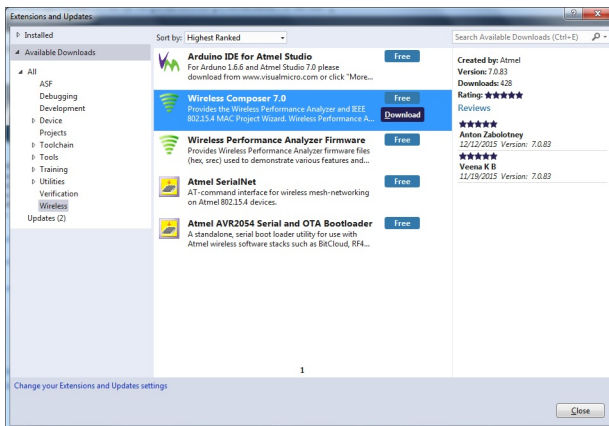 Extensions and Updates
Installed
Sort by: Highest Ranked
Search Available Downloads (Ctrl+E)
Available Downloads
All
ASF
Debugging
Development
Device
Projects
Toolchain
Tools
Training
Utilities
Verification
Wireless
Updates (2)
Arduino IDE for Atmel Studio
Free
For Arduno 1.6.6 and Atmel Studio 7.0 please
download from www.visualmicro.com or click "More...
Wireless Composer 7.0
Free
Provides the Wireless Performance Analyzer and IEEE
802.15.4 MAC Project Wizard. Wireless Performance A...
Download
Wireless Performance Analyzer Firmware
Free
Provides Wireless Performance Analyzer firmware files
(hex, srec) used to demonstrate various features and...
Atmel SerialNet
Free
AT-command interface for wireless mesh-networking
on Atmel 802.15.4 devices.
Atmel AVR2054 Serial and OTA Bootloader
Free
A standalone, serial boot loader utility for use with
Atmel wireless software stacks such as BitCloud, RF4...
1
Created by: Atmel
Version: 7.0.83
Downloads: 428
Rating: ★★★★★
Reviews
★★★★★
Anton Zabolotney
12/12/2015 Version: 7.0.83
★★★★★
Veena K B
11/19/2015 Version: 7.0.83
Change your Extensions and Updates settings
Close